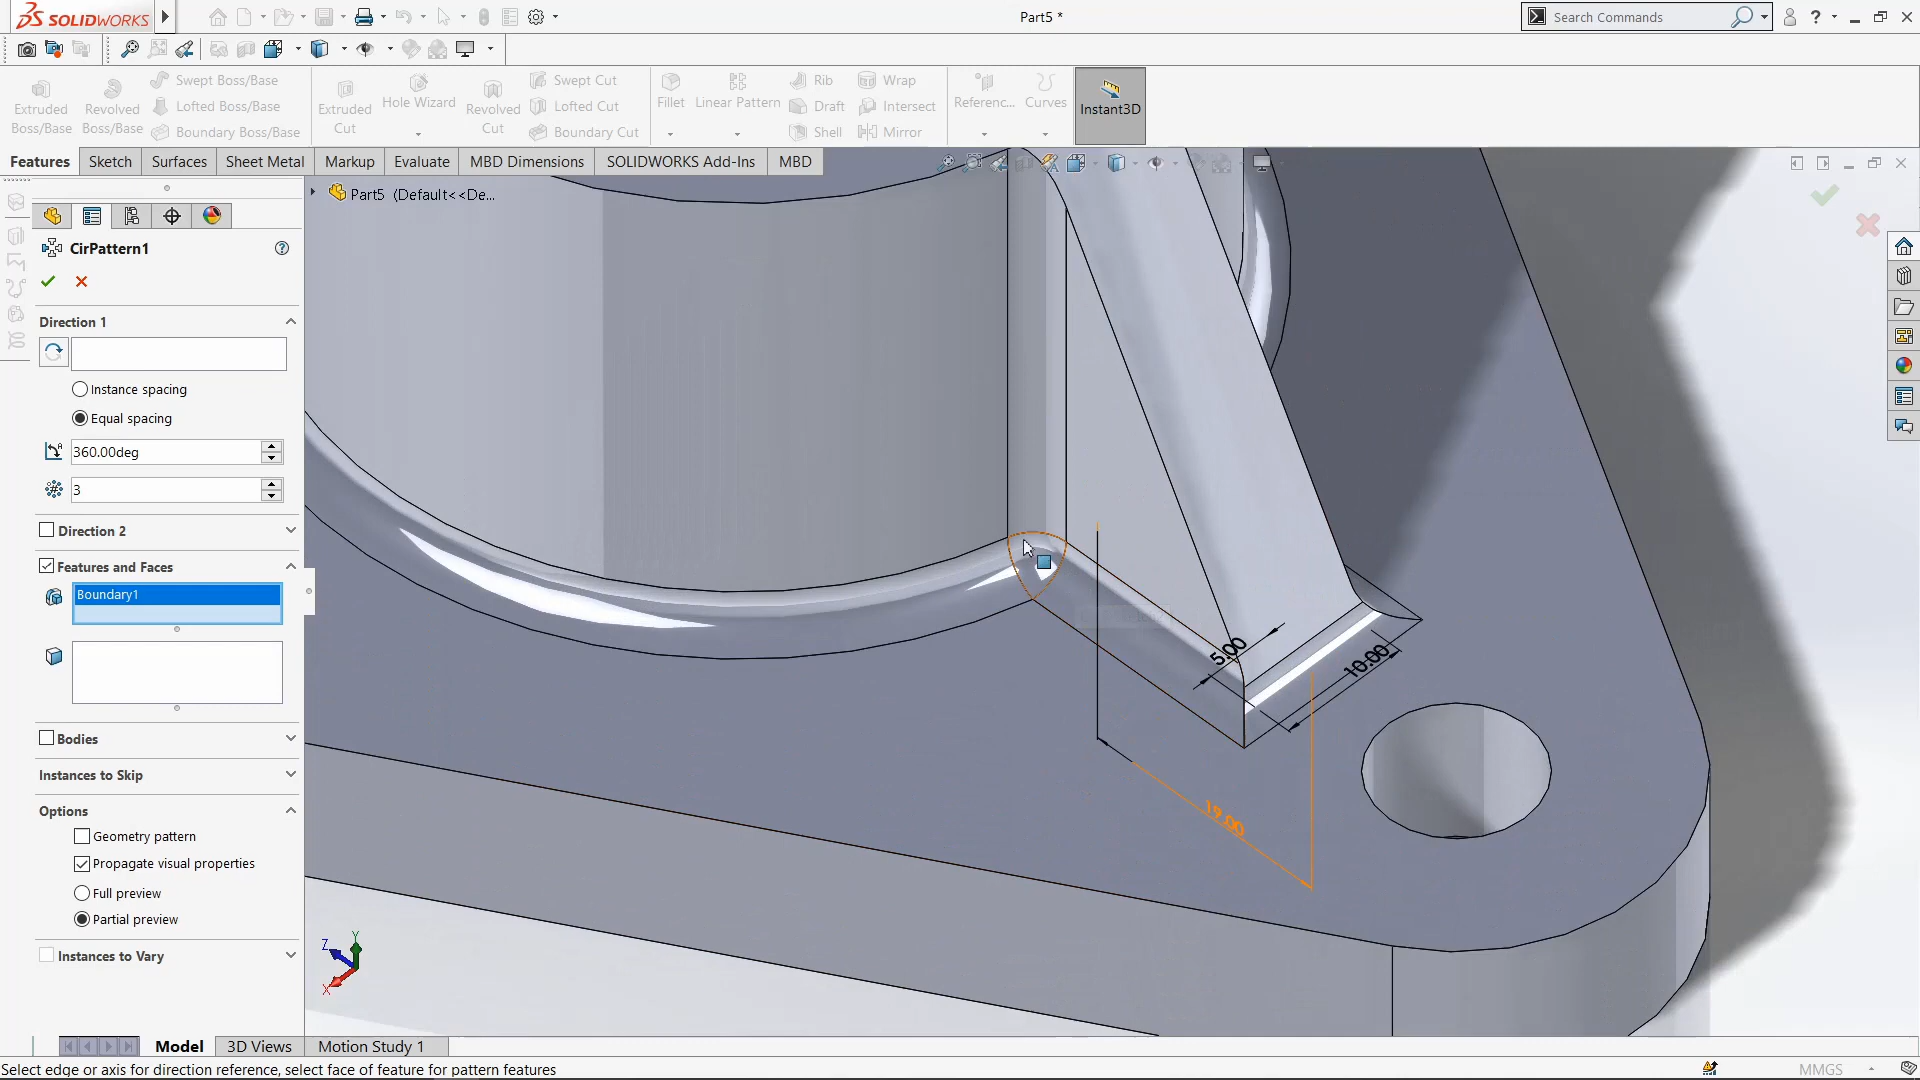 SOLIDWORKS
Part5 *
Search Commands
Extruded Boss/Base
Revolved Boss/Base
Swept Boss/Base
Lofted Boss/Base
Boundary Boss/Base
Extruded Cut
Hole Wizard
Revolved Cut
Swept Cut
Lofted Cut
Boundary Cut
Fillet
Linear Pattern
Rib
Draft
Shell
Wrap
Intersect
Mirror
Referenc...
Curves
Instant3D
Features
Sketch
Surfaces
Sheet Metal
Markup
Evaluate
MBD Dimensions
SOLIDWORKS Add-Ins
MBD
Part5 (Default<<De...
CirPattern1
Direction 1
Instance spacing
Equal spacing
360.00deg
3
Direction 2
Features and Faces
Boundary1
Bodies
Instances to Skip
Options
Geometry pattern
Propagate visual properties
Full preview
Partial preview
Instances to Vary
5.00
10.00
19.00
Z
Y
X
Model
3D Views
Motion Study 1
Select edge or axis for direction reference, select face of feature for pattern features
MMGS